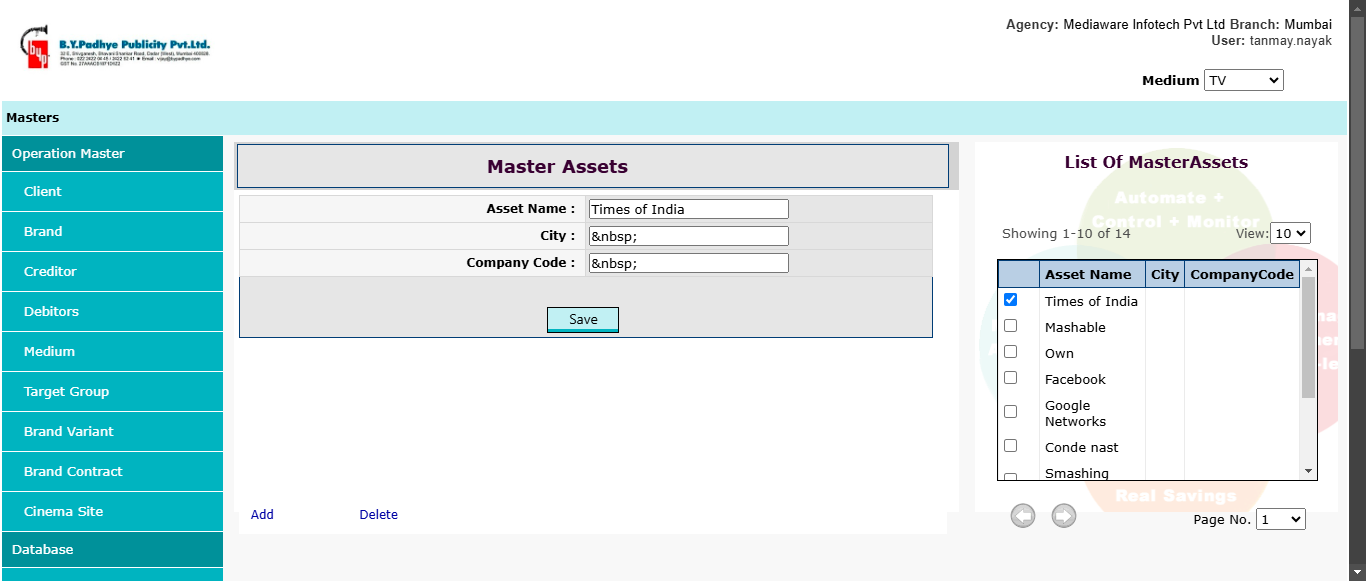 Agency: Mediaware Infotech Pvt Ltd Branch: Mumbai
User: tanmay.nayak
B.Y.Padhye Publicity Pvt.Ltd.
Medium TV
Masters
Operation Master
Client
Brand
Creditor
Debitors
Medium
Target Group
Brand Variant
Brand Contract
Cinema Site
Database
Master Assets
Asset Name : Times of India
City : &nbsp;
Company Code : &nbsp;
Save
Add Delete
List Of MasterAssets
Automate +
Control + Monitor
Showing 1-10 of 14 View: 10
Asset Name City CompanyCode
Times of India
Mashable
Own
Facebook
Google
Networks
Conde nast
Smashing
Real Savings
Page No. 1